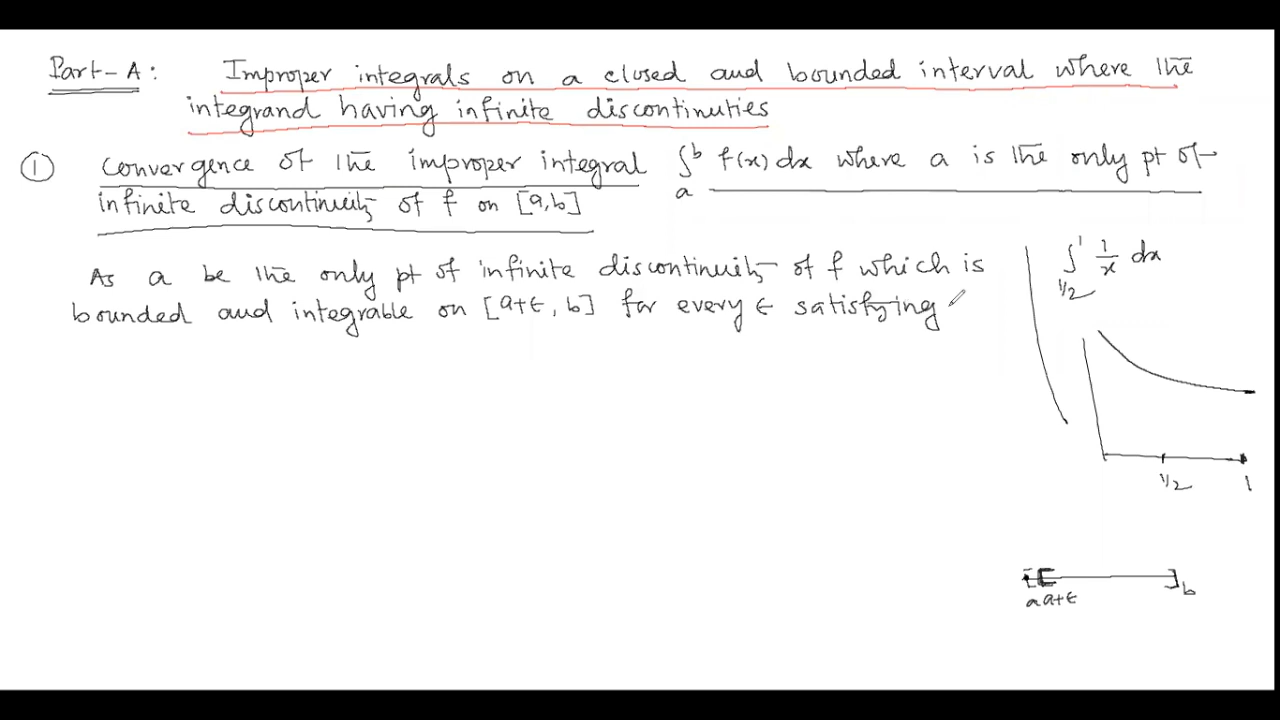 Part-A: Improper integrals on a closed and bounded interval where the
integrand having infinite discontinuties
① Convergence of the improper integral ∫_a^b f(x) dx where a is the only pt of
infinite discontinuity of f on [a,b]
As a be the only pt of infinite discontinuity of f which is
bounded and integrable on [a+ϵ, b] for every ϵ satisfying
∫_{1/2}^1 1/x dx
1/2 1
a a+ϵ b